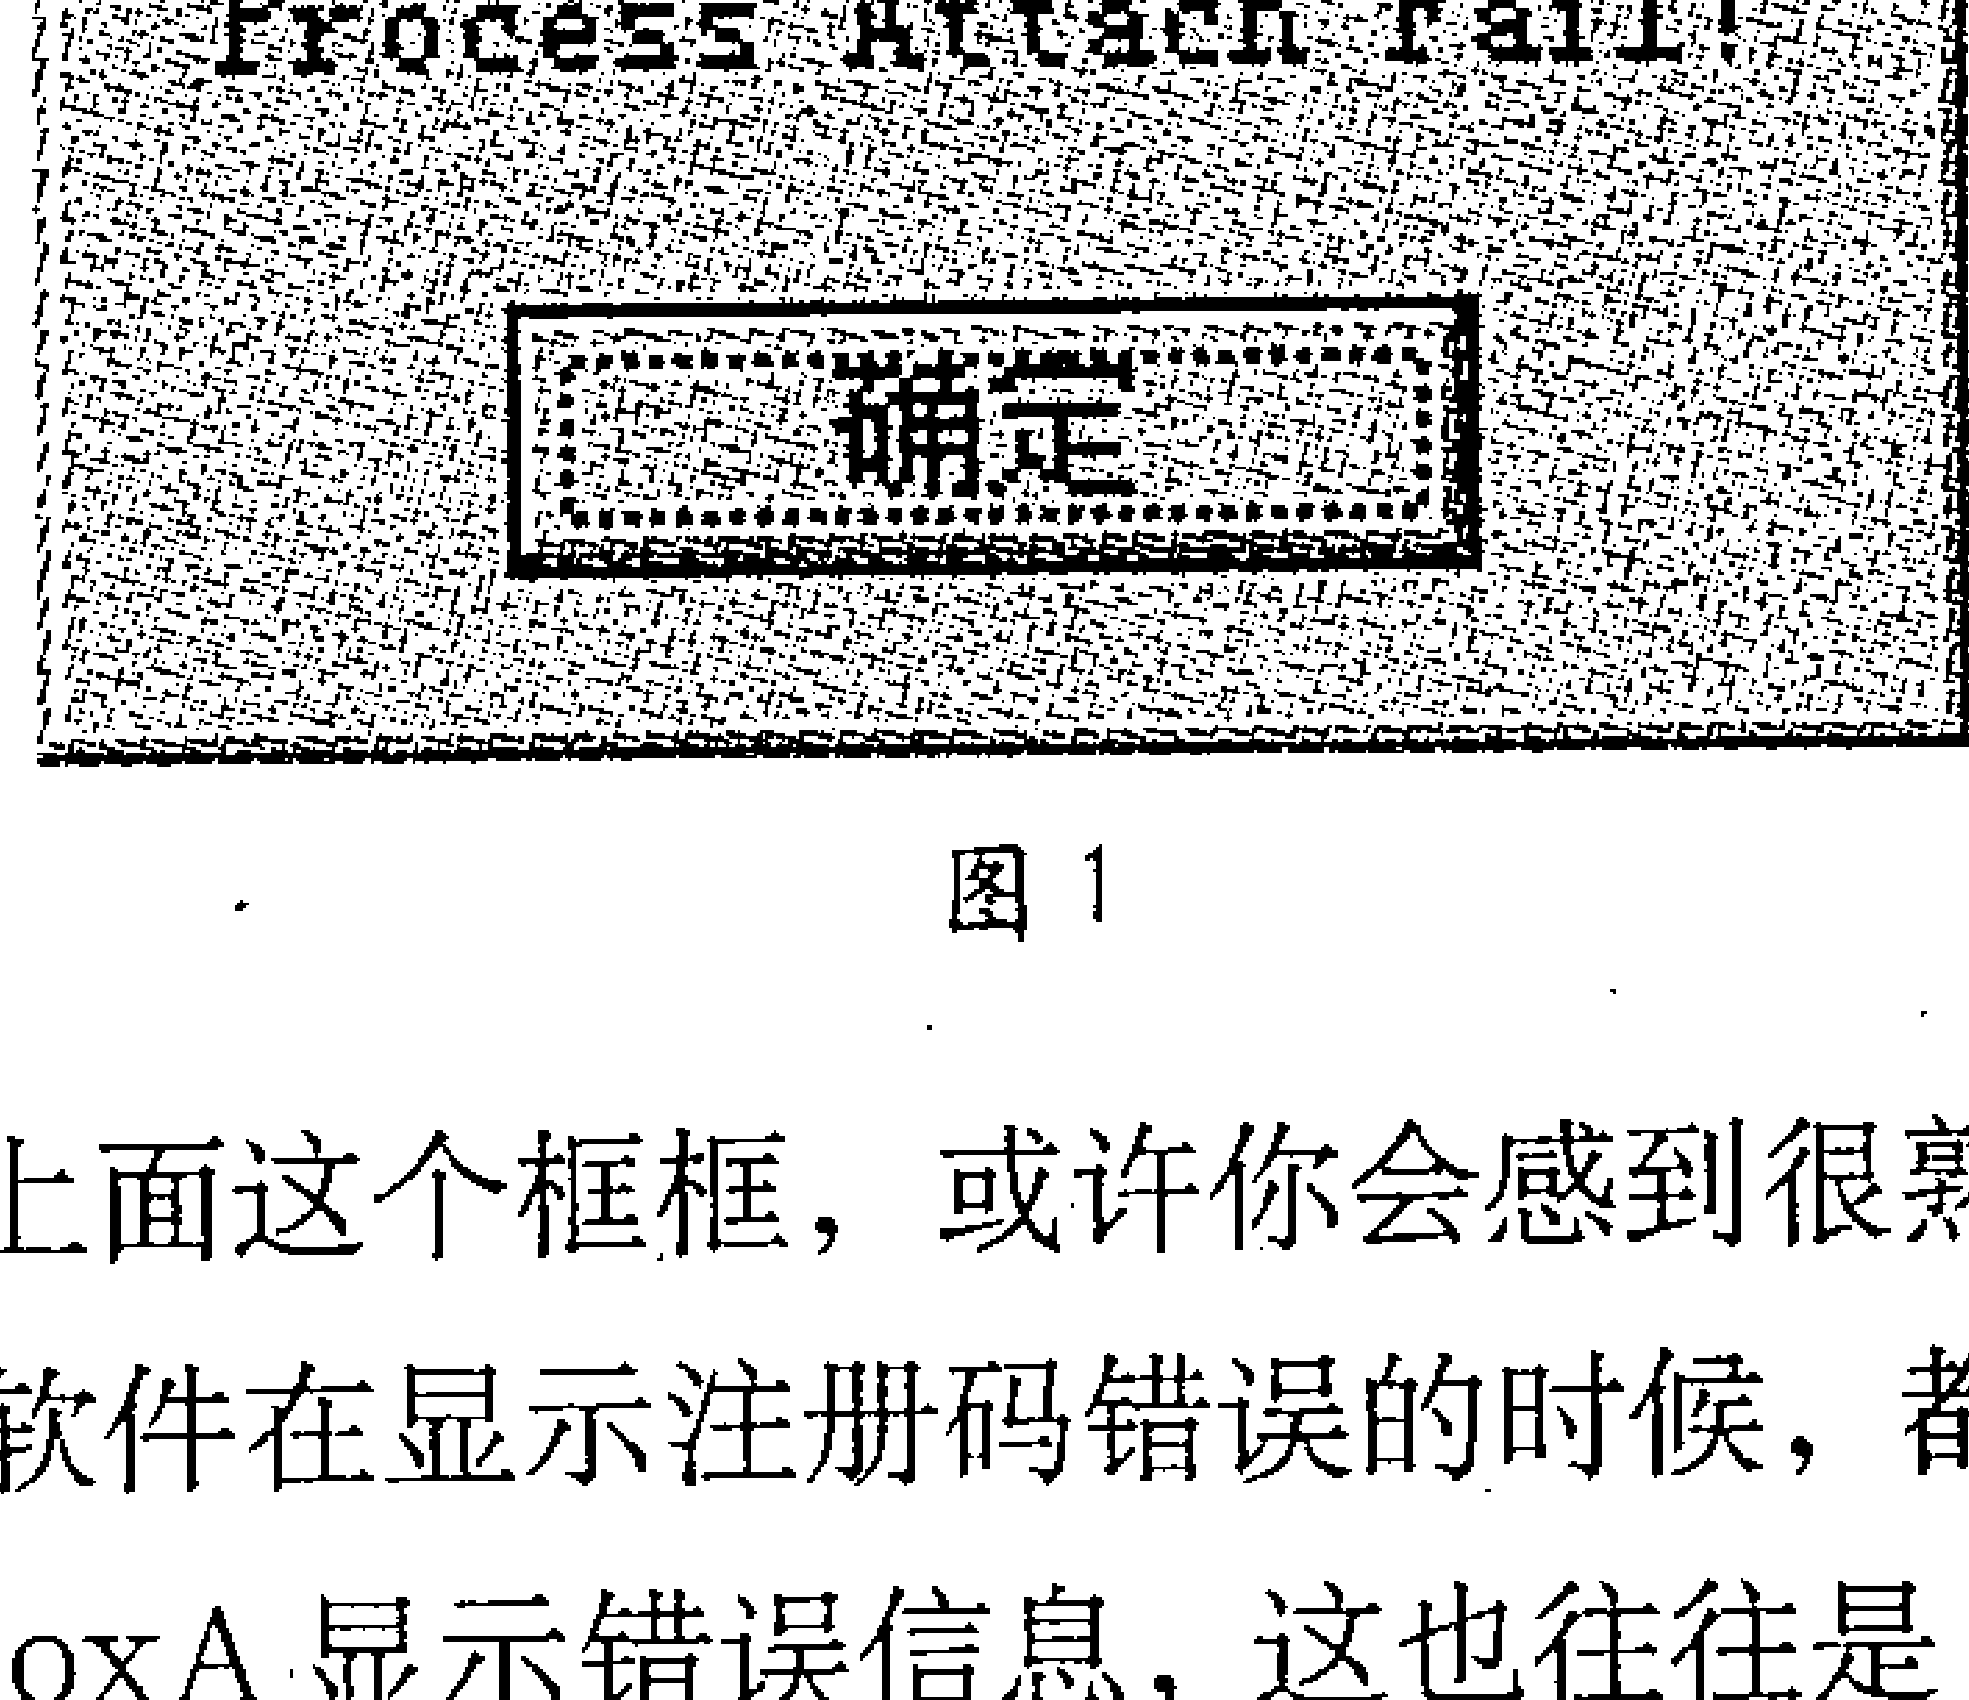 Process Attach Fail!
确定
图 1
上面这个框框，或许你会感到很熟
软件在显示注册码错误的时候，都
oxA 显示错误信息，这也往往是